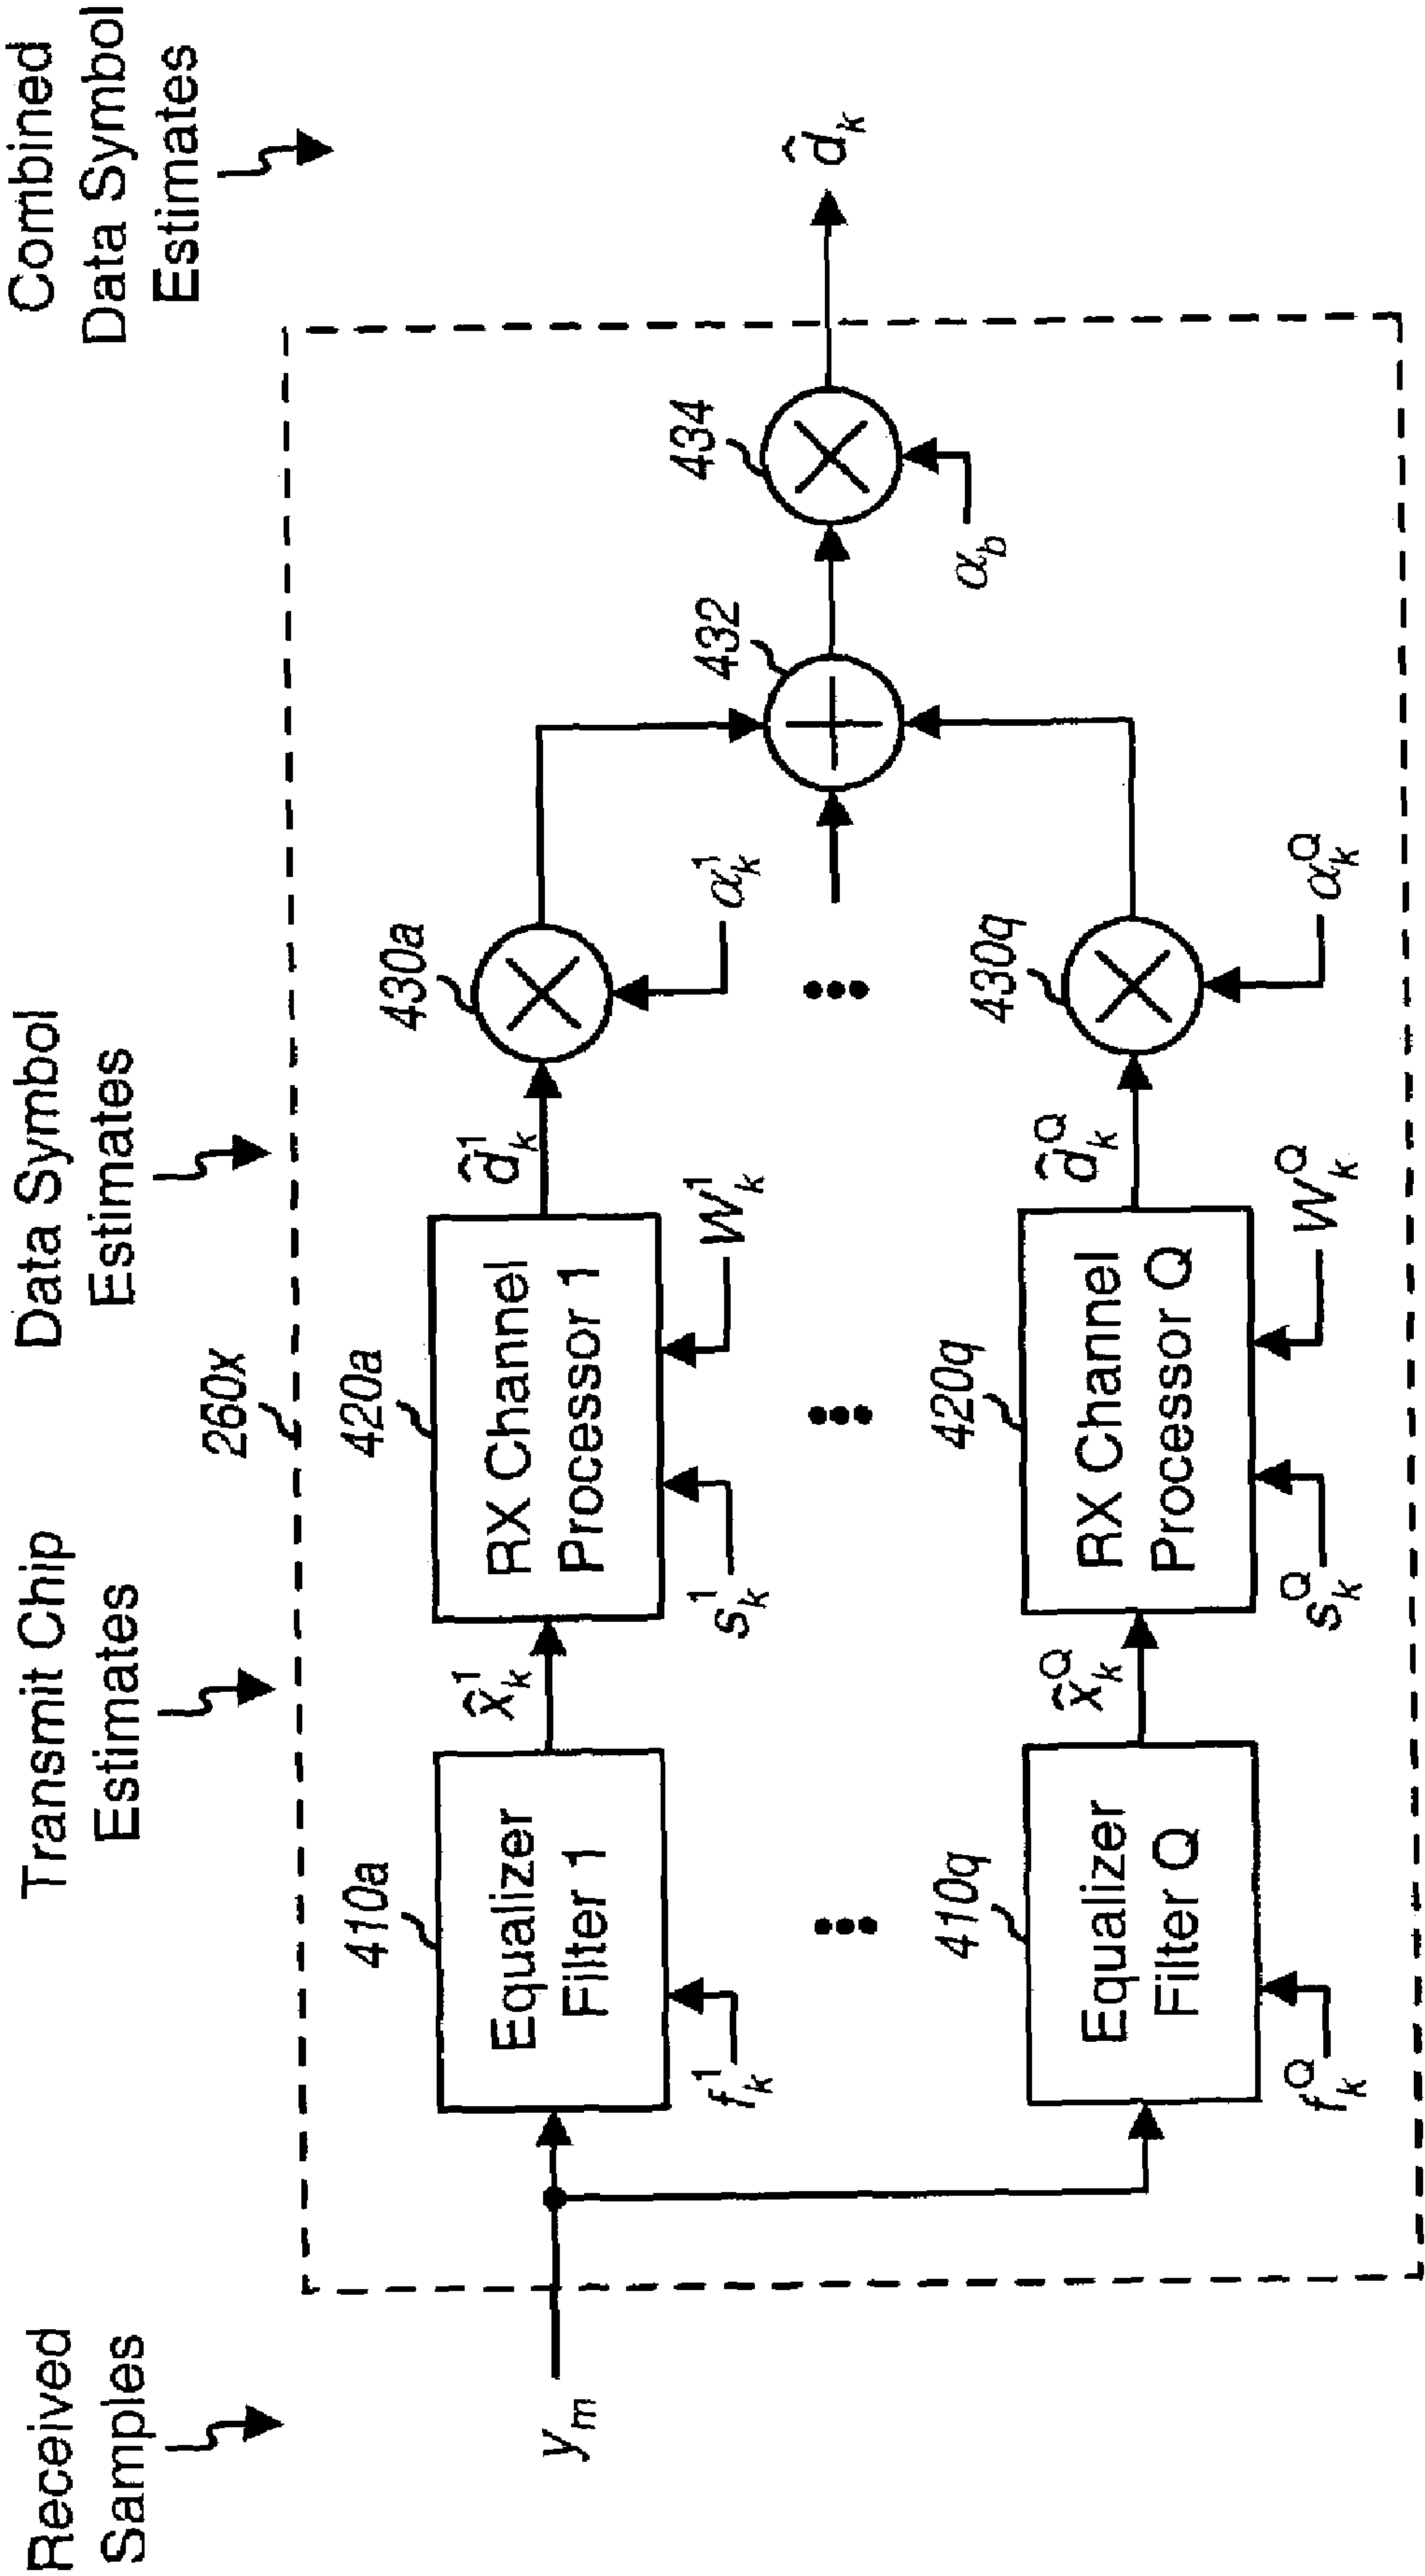 Received
Samples
Transmit Chip
Estimates
Data Symbol
Estimates
Combined
Data Symbol
Estimates
260x
y_m
410a
Equalizer
Filter 1
f_k^1
x̂_k^1
420a
RX Channel
Processor 1
s_k^1
W_k^1
d̂_k^1
430a
α_k^1
432
434
α_b
d̂_k
410q
Equalizer
Filter Q
f_k^Q
x̂_k^Q
420q
RX Channel
Processor Q
s_k^Q
W_k^Q
d̂_k^Q
430q
α_k^Q